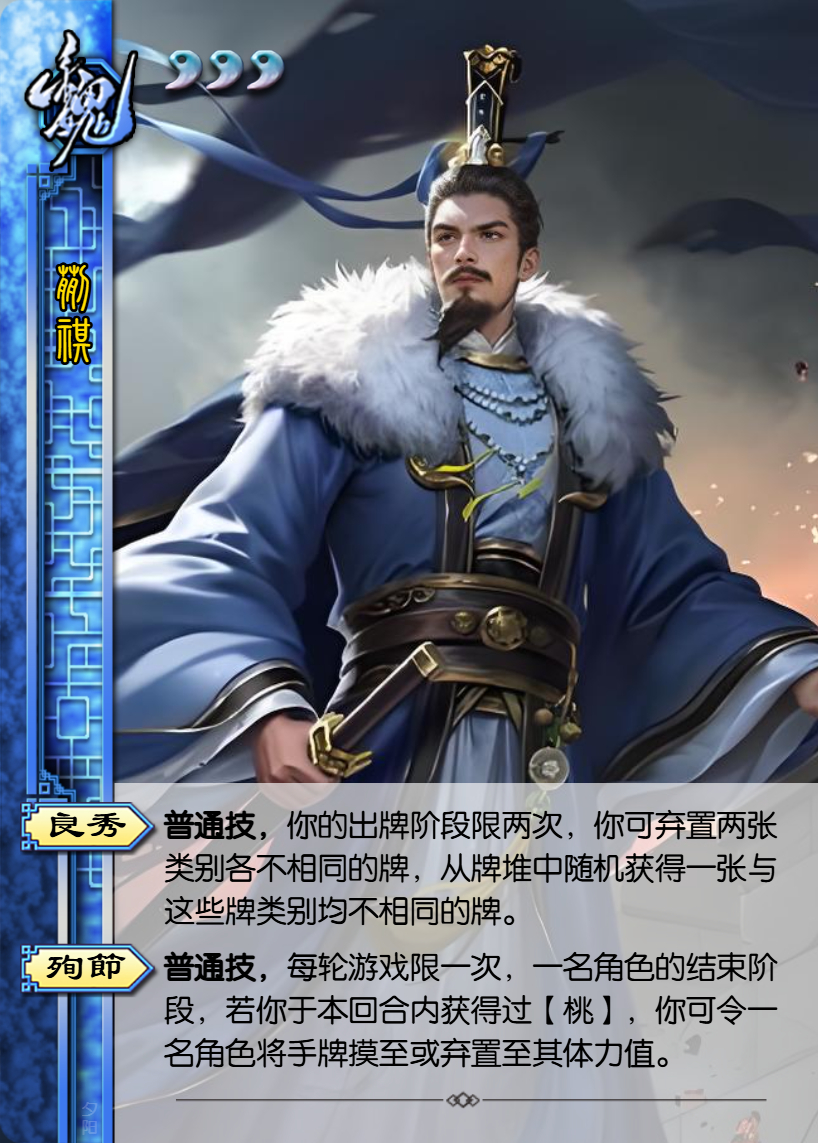 魏
蒯祺
良秀
普通技，你的出牌阶段限两次，你可弃置两张
类别各不相同的牌，从牌堆中随机获得一张与
这些牌类别均不相同的牌。
殉節
普通技，每轮游戏限一次，一名角色的结束阶
段，若你于本回合内获得过【桃】，你可令一
名角色将手牌摸至或弃置至其体力值。
夕阳